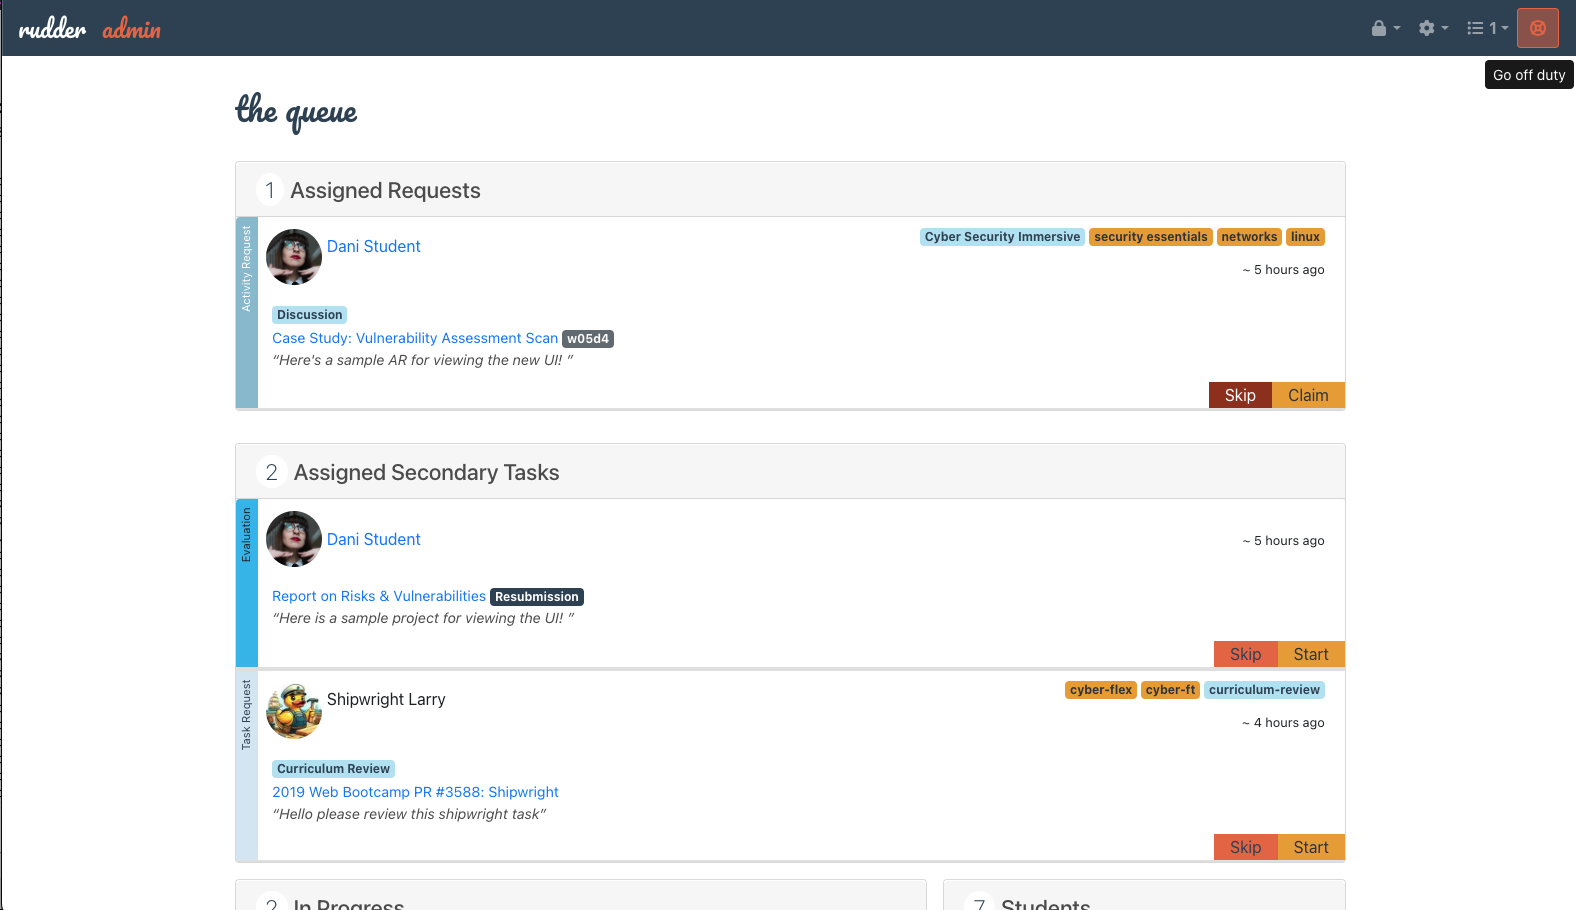 rudder admin
1
Go off duty
the queue
1 Assigned Requests
Activity Request
Dani Student
Cyber Security Immersive security essentials networks linux
~ 5 hours ago
Discussion
Case Study: Vulnerability Assessment Scan w05d4
“Here's a sample AR for viewing the new UI! ”
Skip Claim
2 Assigned Secondary Tasks
Evaluation
Dani Student
~ 5 hours ago
Report on Risks & Vulnerabilities Resubmission
“Here is a sample project for viewing the UI! ”
Skip Start
Task Request
Shipwright Larry
cyber-flex cyber-ft curriculum-review
~ 4 hours ago
Curriculum Review
2019 Web Bootcamp PR #3588: Shipwright
“Hello please review this shipwright task”
Skip Start
2 In Progress
7 Students